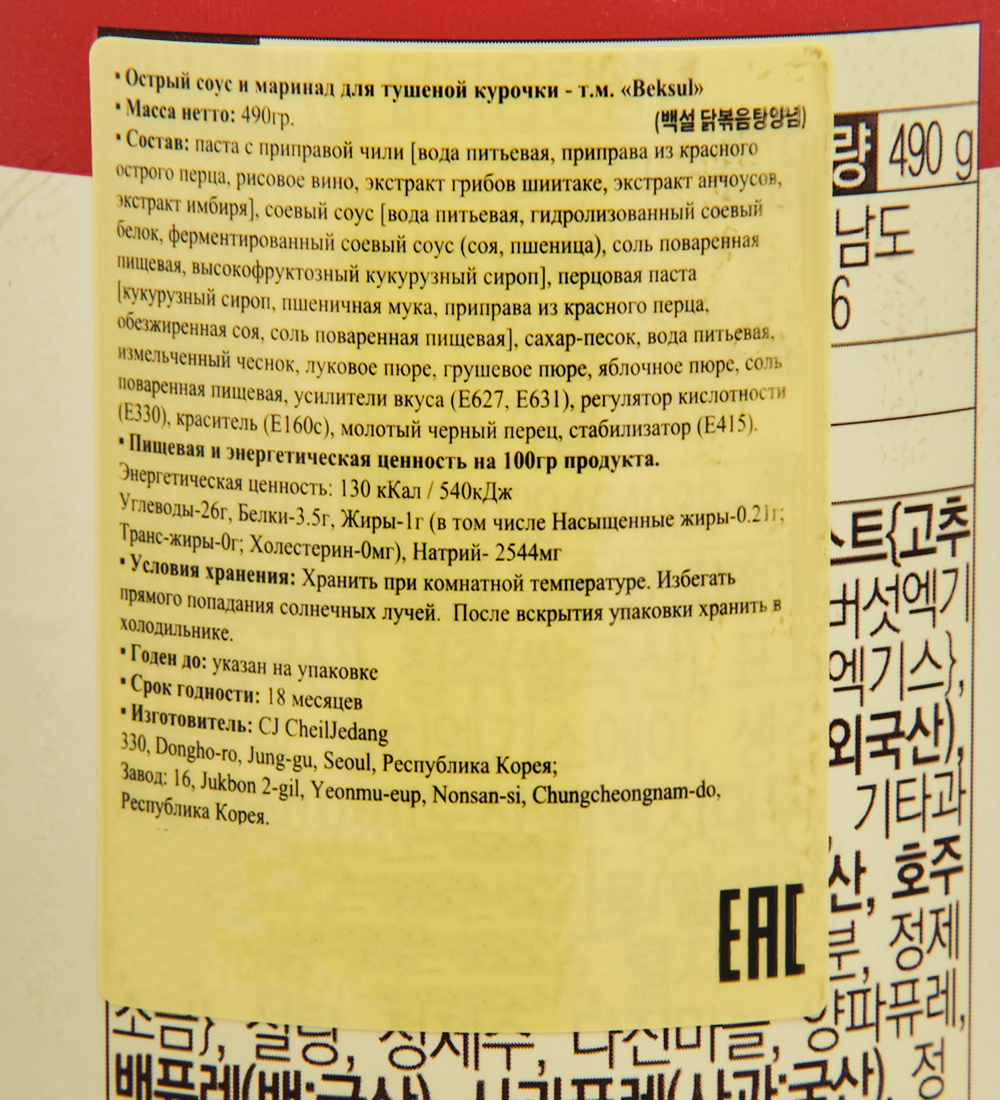 · Острый соус и маринад для тушеной курочки - т.м. «Beksul»
· Масса нетто: 490гр.
(백설 닭볶음탕양념)
· Состав: паста с приправой чили [вода питьевая, приправа из красного
острого перца, рисовое вино, экстракт грибов шиитаке, экстракт анчоусов,
экстракт имбиря], соевый соус [вода питьевая, гидролизованный соевый
белок, ферментированный соевый соус (соя, пшеница), соль поваренная
пищевая, высокофруктозный кукурузный сироп], перцовая паста
[кукурузный сироп, пшеничная мука, приправа из красного перца,
обезжиренная соя, соль поваренная пищевая], сахар-песок, вода питьевая,
измельченный чеснок, луковое пюре, грушевое пюре, яблочное пюре, соль
поваренная пищевая, усилители вкуса (E627, E631), регулятор кислотности
(E330), краситель (E160c), молотый черный перец, стабилизатор (E415).
· Пищевая и энергетическая ценность на 100гр продукта.
Энергетическая ценность: 130 кКал / 540кДж
Углеводы-26г, Белки-3.5г, Жиры-1г (в том числе Насыщенные жиры-0.21г;
Транс-жиры-0г; Холестерин-0мг), Натрий- 2544мг
· Условия хранения: Хранить при комнатной температуре. Избегать
прямого попадания солнечных лучей. После вскрытия упаковки хранить в
холодильнике.
· Годен до: указан на упаковке
· Срок годности: 18 месяцев
· Изготовитель: CJ CheilJedang
330, Dongho-ro, Jung-gu, Seoul, Республика Корея;
Завод: 16, Jukbon 2-gil, Yeonmu-eup, Nonsan-si, Chungcheongnam-do,
Республика Корея.
EAC
량 490 g
남도
6
스트{고추
버섯엑기
엑기스},
외국산),
기타과
산, 호주
정제
양파퓨레,
정